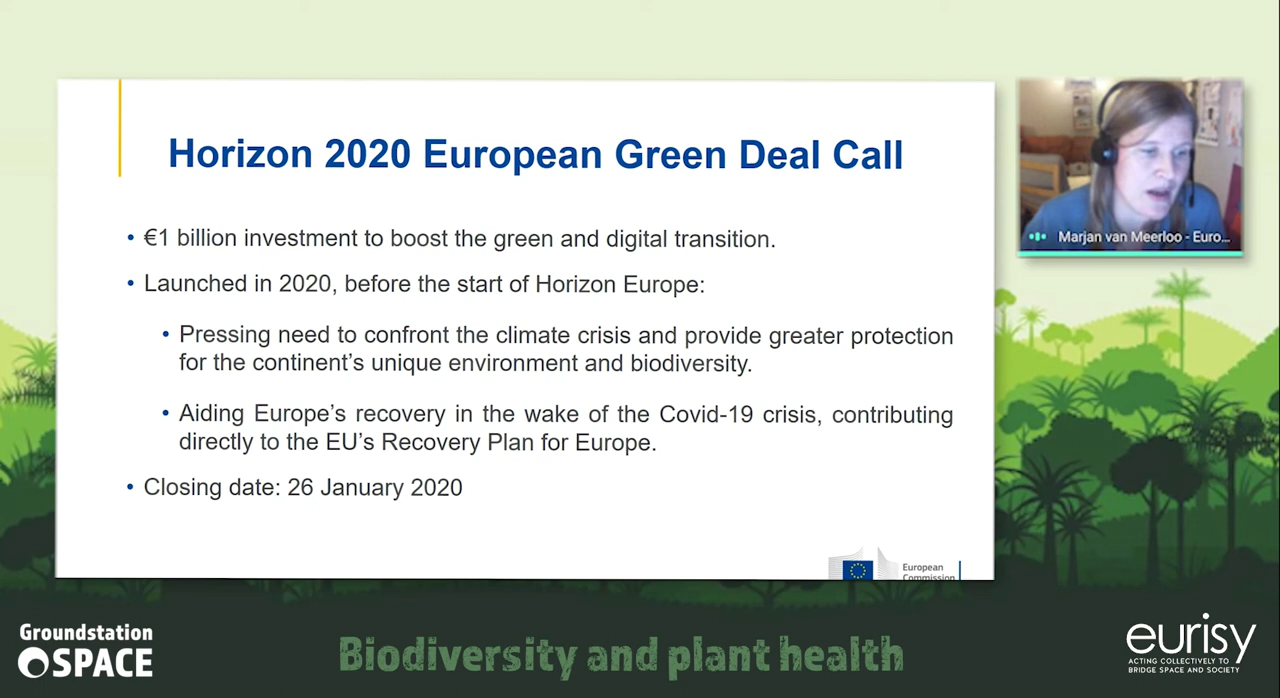 Horizon 2020 European Green Deal Call
• €1 billion investment to boost the green and digital transition.
• Launched in 2020, before the start of Horizon Europe:
• Pressing need to confront the climate crisis and provide greater protection
for the continent’s unique environment and biodiversity.
• Aiding Europe’s recovery in the wake of the Covid-19 crisis, contributing
directly to the EU’s Recovery Plan for Europe.
• Closing date: 26 January 2020
European
Commission
Marjan van Meerloo - Euro...
Groundstation
SPACE
Biodiversity and plant health
eurisy
ACTING COLLECTIVELY TO
BRIDGE SPACE AND SOCIETY